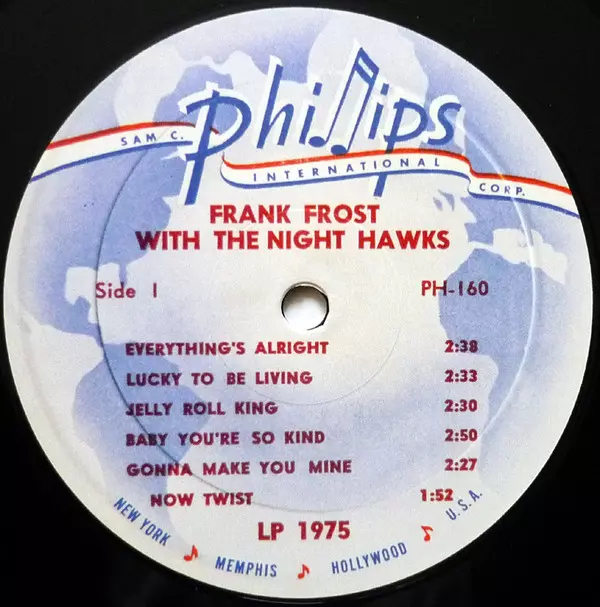 SAM C. Phillips
INTERNATIONAL CORP.
FRANK FROST
WITH THE NIGHT HAWKS
Side 1 PH-160
EVERYTHING'S ALRIGHT 2:38
LUCKY TO BE LIVING 2:33
JELLY ROLL KING 2:30
BABY YOU'RE SO KIND 2:50
GONNA MAKE YOU MINE 2:27
NOW TWIST 1:52
LP 1975
NEW YORK ♪ MEMPHIS ♪ HOLLYWOOD ♪ U.S.A.